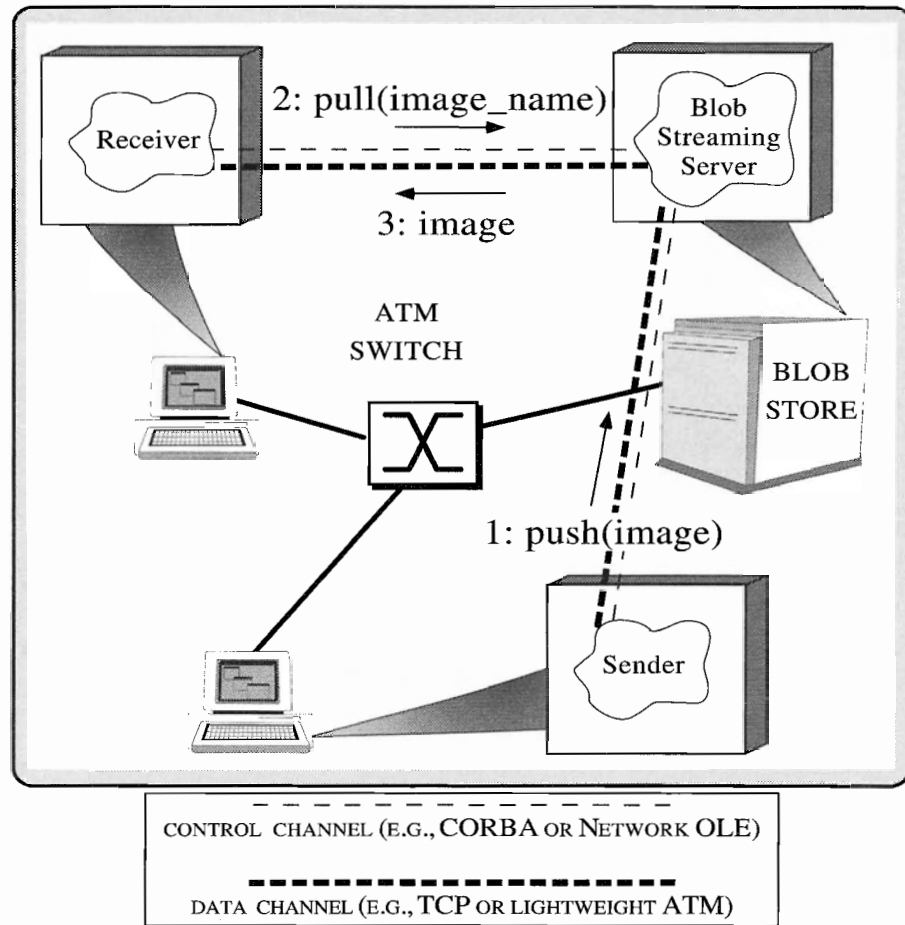 2: pull(image_name)
Receiver
Blob
Streaming
Server
3: image
ATM
SWITCH
BLOB
STORE
1: push(image)
Sender
CONTROL CHANNEL (E.G., CORBA OR NETWORK OLE)
DATA CHANNEL (E.G., TCP OR LIGHTWEIGHT ATM)